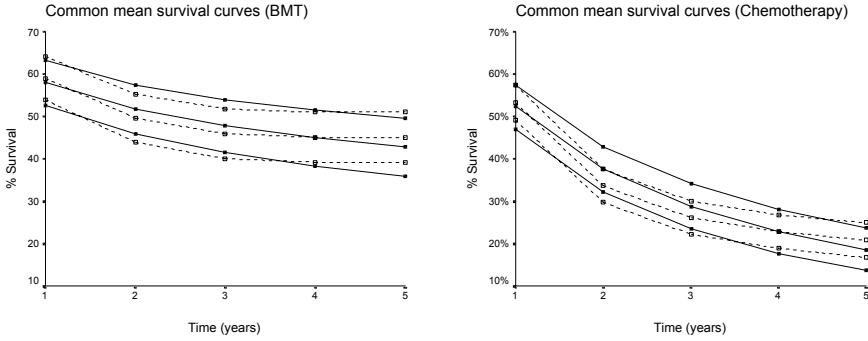 Common mean survival curves (BMT)
70
60
50
40
30
20
10
% Survival
1 2 3 4 5
Time (years)
Common mean survival curves (Chemotherapy)
70%
60%
50%
40%
30%
20%
10%
% Survival
1 2 3 4 5
Time (years)